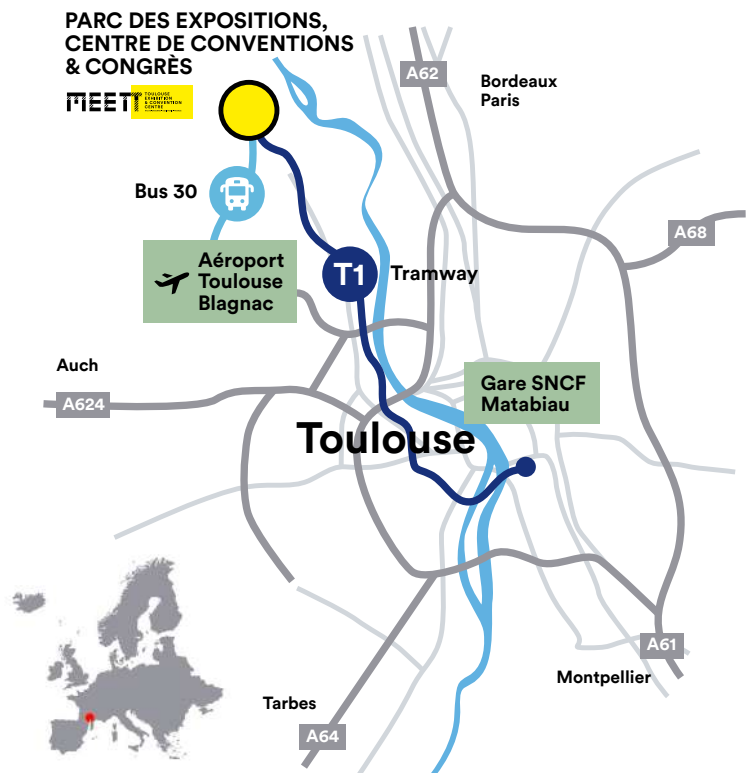 PARC DES EXPOSITIONS,
CENTRE DE CONVENTIONS
& CONGRÈS
MEETT
TOULOUSE
EXHIBITION
& CONVENTION
CENTRE
A62
Bordeaux
Paris
Bus 30
A68
Aéroport
Toulouse
Blagnac
T1
Tramway
Auch
A624
Gare SNCF
Matabiau
Toulouse
A61
Montpellier
Tarbes
A64